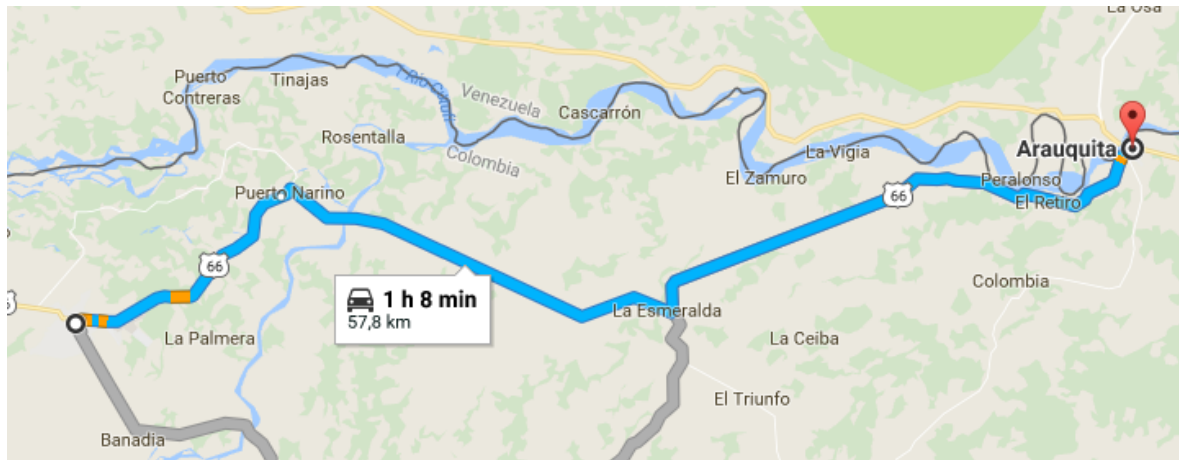 La Osa
Puerto
Contreras
Tinajas
Río Cauff
Venezuela
Cascarrón
Rosentalla
Colombia
La Vigia
Arauquita
El Zamuro
Peralonso
Puerto Narino
66
El Retiro
66
Colombia
1 h 8 min
57,8 km
La Esmeralda
La Palmera
La Ceiba
El Triunfo
Banadia